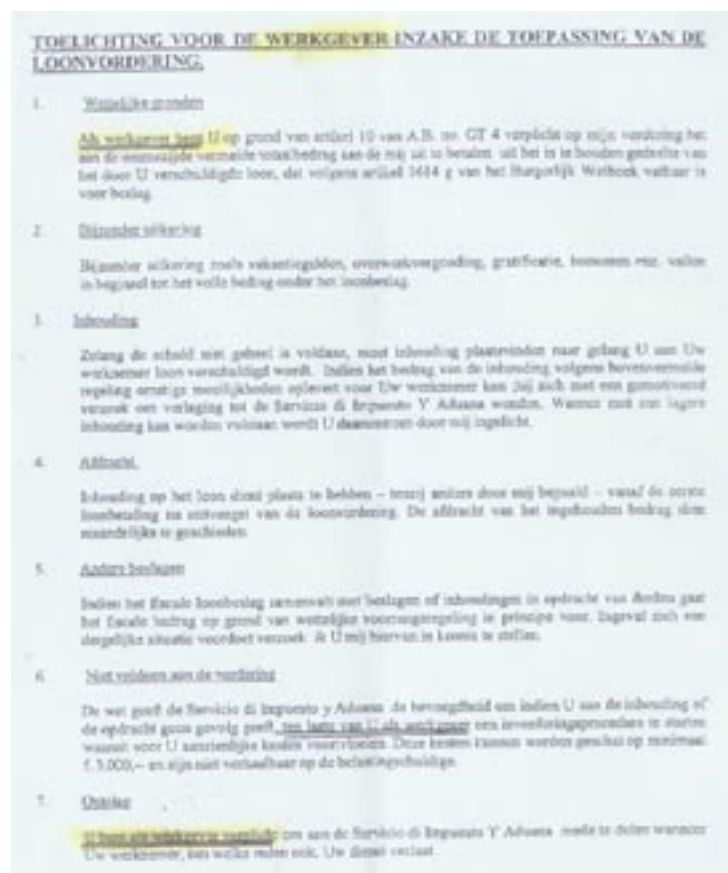 TOELICHTING VOOR DE WERKGEVER INZAKE DE TOEPASSING VAN DE
LOONVORDERING.
1. Wettelijke gronden
Als werkgever bent U op grond van artikel 10 van A.B. no. GT 4 verplicht op mijn vordering het
aan de ommezijde vermelde totaalbedrag aan de mij uit te betalen uit het in te houden gedeelte van
het door U verschuldigde loon, dat volgens artikel 1614 g van het Burgerlijk Wetboek vatbaar is
voor beslag.
2. Bijzonder uitkering
Bijzonder uitkering zoals vakantiegelden, overwerkvergoeding, gratificatie, bonussen enz. vallen
in beginsel tot het volle bedrag onder het loonbeslag.
3. Inhouding
Zolang de schuld niet geheel is voldaan, moet inhouding plaatsvinden naar gelang U aan Uw
werknemer loon verschuldigd wordt. Indien het bedrag van de inhouding volgens bovenvermelde
regeling ernstige moeilijkheden oplevert voor Uw werknemer kan zij zich met een gemotiveerd
verzoek om verlaging tot de Servicio di Impuesto Y Aduana wenden. Wanneer met een lagere
inhouding kan worden volstaan wordt U daaromtrent door mij ingelicht.
4. Afdracht.
Inhouding op het loon dient plaats te hebben – tenzij anders door mij bepaald – vanaf de eerste
loonbetaling na ontvangst van de loonvordering. De afdracht van het ingehouden bedrag dient
maandelijks te geschieden.
5. Andere beslagen
Indien het fiscale loonbeslag samenvalt met beslagen of inhoudingen in opdracht van derden gaat
het fiscale bedrag op grond van wettelijke voorrangsregeling in principe voor. Ingeval zich een
dergelijke situatie voordoet verzoek ik U mij hiervan in kennis te stellen.
6. Niet voldoen aan de vordering
De wet geeft de Servicio di Impuesto y Aduana de bevoegdheid om indien U aan de inhouding of
de opdracht geen gevolg geeft, ten laste van U als werkgever een invorderingsprocedure te starten
waaruit voor U aanzienlijke kosten voortvloeien. Deze kosten kunnen worden geschat op minimaal
f. 5.000,– en zijn niet verhaalbaar op de belastingschuldige.
7. Ontslag
U bent als werkgever verplicht om aan de Servicio di Impuesto Y Aduana mede te delen wanneer
Uw werknemer, om welke reden ook, Uw dienst verlaat